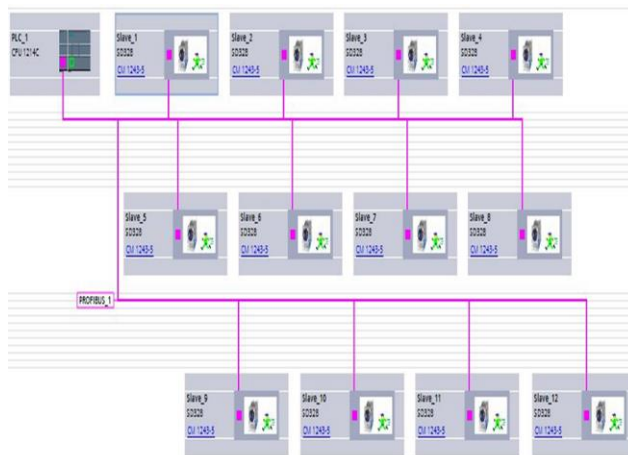 PLC_1
CPU 1214C
Slave_1
SD328
CM 1243-5
Slave_2
SD328
CM 1243-5
Slave_3
SD328
CM 1243-5
Slave_4
SD328
CM 1243-5
Slave_5
SD328
CM 1243-5
Slave_6
SD328
CM 1243-5
Slave_7
SD328
CM 1243-5
Slave_8
SD328
CM 1243-5
PROFIBUS_1
Slave_9
SD328
CM 1243-5
Slave_10
SD328
CM 1243-5
Slave_11
SD328
CM 1243-5
Slave_12
SD328
CM 1243-5